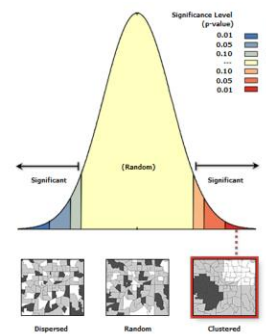 Significance Level
(p-value)
0.01
0.05
0.10
---
0.10
0.05
0.01
(Random)
Significant
Significant
Dispersed
Random
Clustered